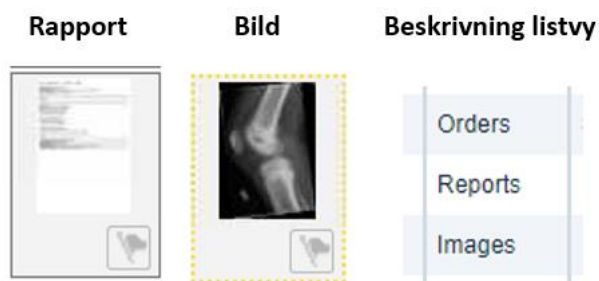 Rapport
Bild
Beskrivning listvy
Orders
Reports
Images